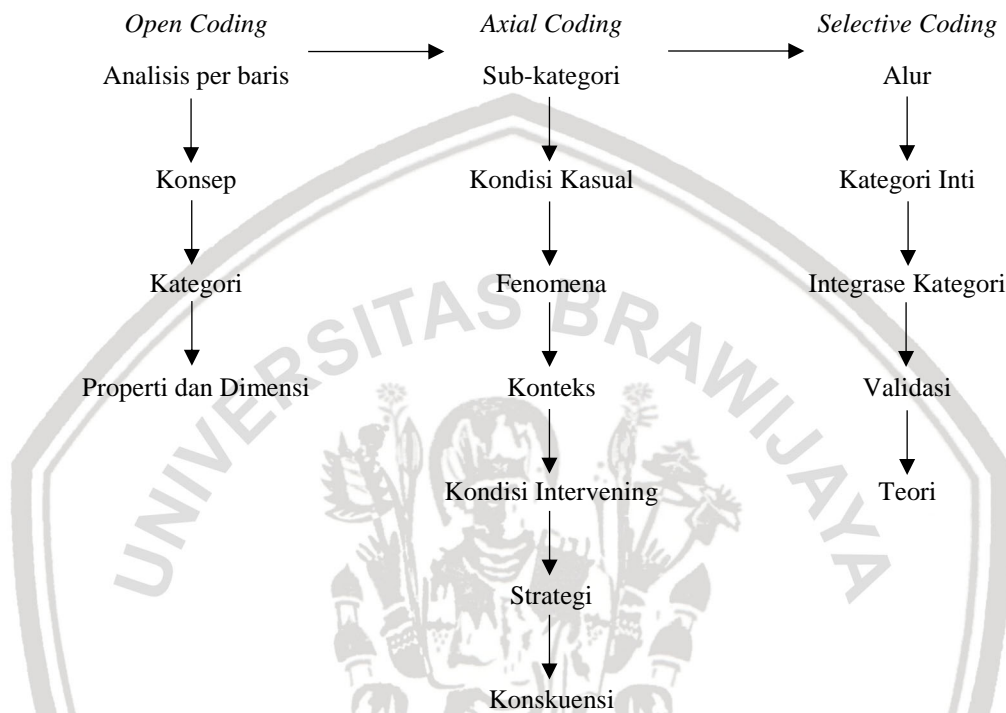 Open Coding
Axial Coding
Selective Coding
Analisis per baris
Sub-kategori
Alur
Konsep
Kondisi Kasual
Kategori Inti
Kategori
Fenomena
Integrase Kategori
Properti dan Dimensi
Konteks
Validasi
Kondisi Intervening
Teori
Strategi
Konskuensi
UNIVERSITAS BRAWIJAYA